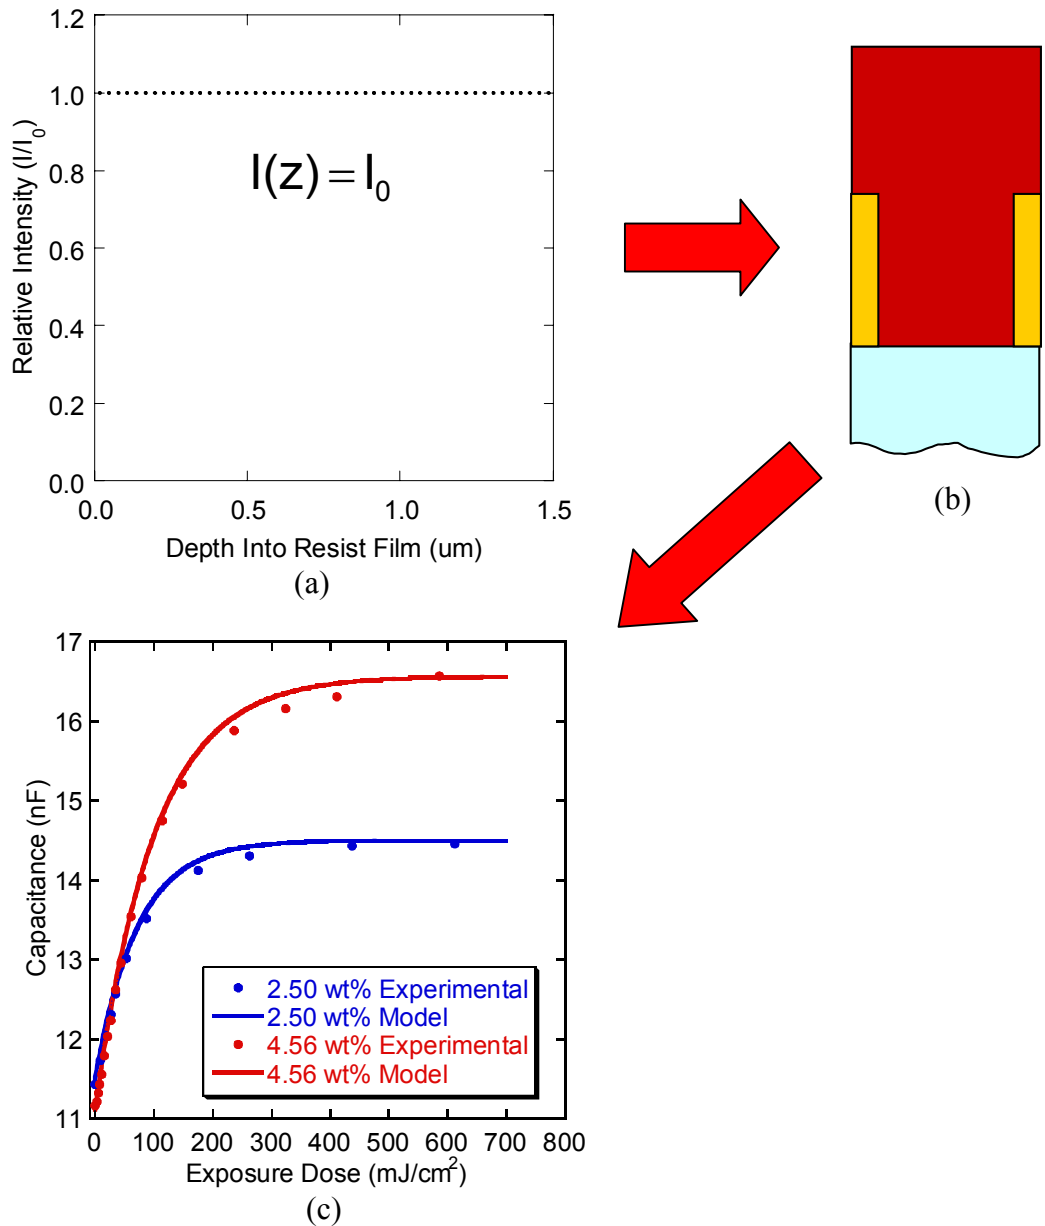 1.2
1.0
0.8
0.6
0.4
0.2
0.0
Relative Intensity (I/I₀)
I(z) = I₀
0.0 0.5 1.0 1.5
Depth Into Resist Film (um)
(a)
(b)
17
16
15
14
13
12
11
Capacitance (nF)
2.50 wt% Experimental
2.50 wt% Model
4.56 wt% Experimental
4.56 wt% Model
0 100 200 300 400 500 600 700 800
Exposure Dose (mJ/cm²)
(c)